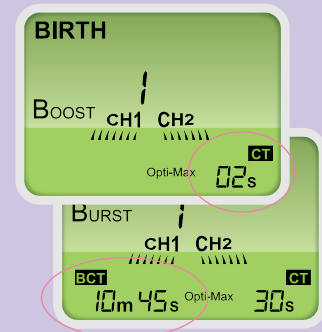 BIRTH
1
BOOST CH1 CH2
CT
Opti-Max 02s
BURST 1
CH1 CH2
BCT CT
10m 45s Opti-Max 30s